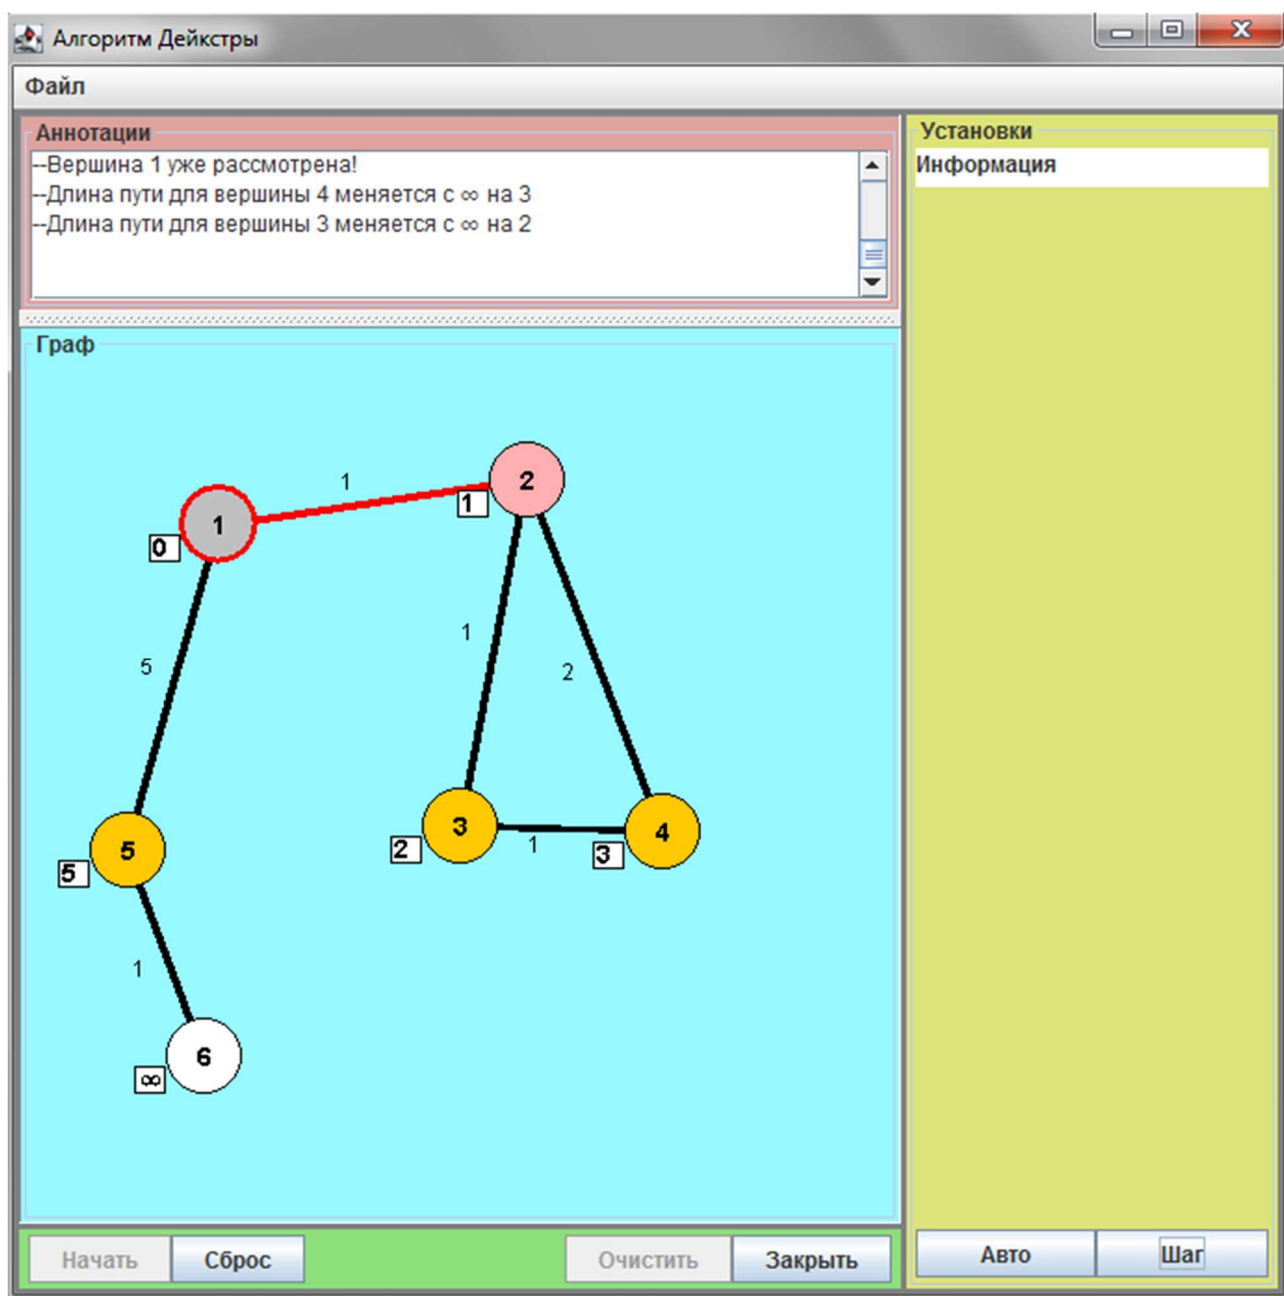 Алгоритм Дейкстры
Файл
Аннотации
--Вершина 1 уже рассмотрена!
--Длина пути для вершины 4 меняется с ∞ на 3
--Длина пути для вершины 3 меняется с ∞ на 2
Установки
Информация
Граф
1
2
1
1
0
1
5
2
3
4
2
1
3
5
5
1
6
∞
Начать
Сброс
Очистить
Закрыть
Авто
Шаг